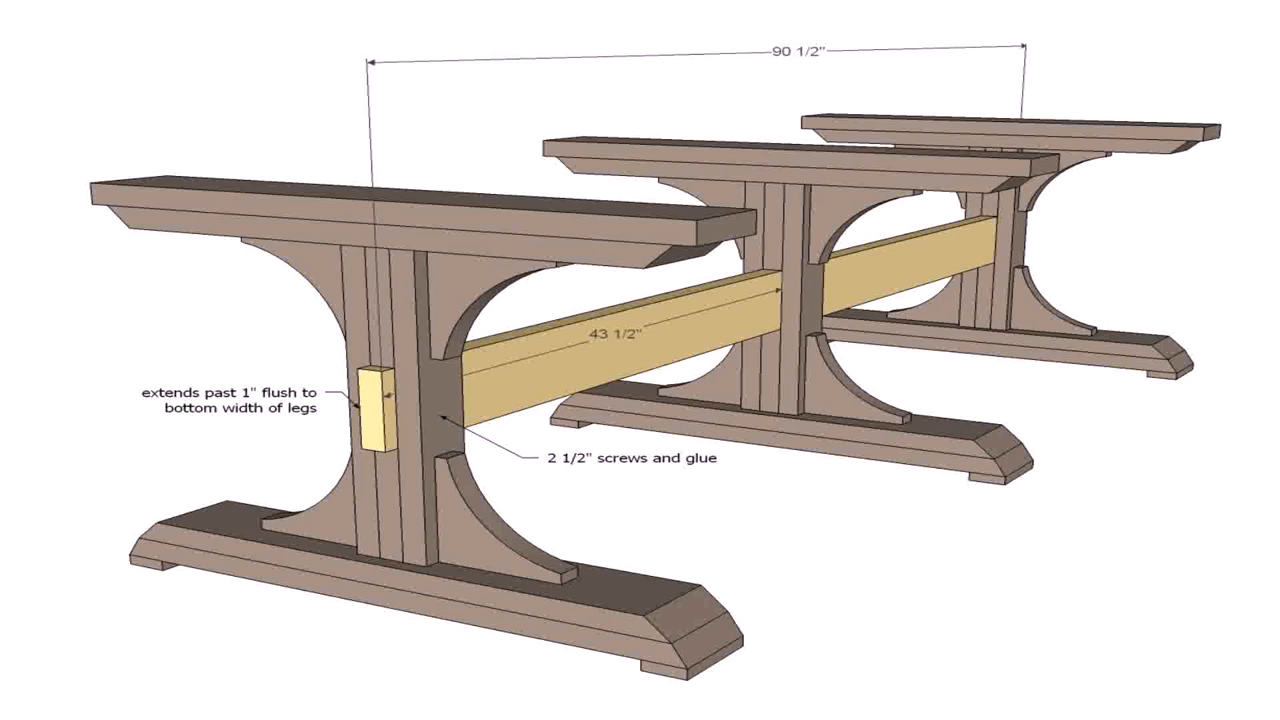 90 1/2"
43 1/2"
extends past 1" flush to
bottom width of legs
2 1/2" screws and glue